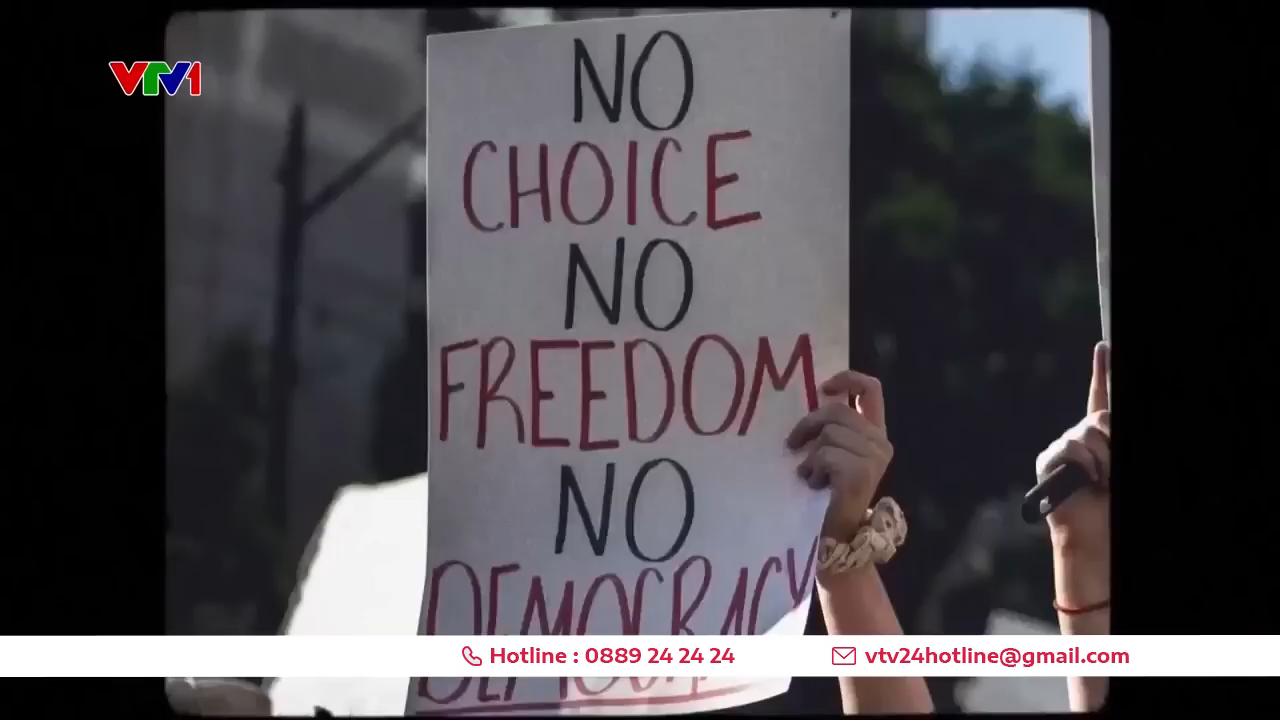 VTV1
NO
CHOICE
NO
FREEDOM
NO
DEMOCRACY
Hotline : 0889 24 24 24
vtv24hotline@gmail.com